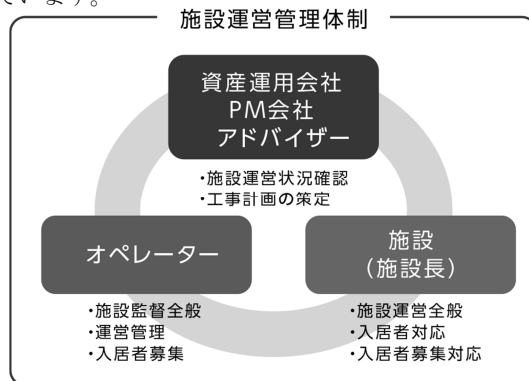 ています。
施設運営管理体制
資産運用会社
PM会社
アドバイザー
・施設運営状況確認
・工事計画の策定
オペレーター
・施設監督全般
・運営管理
・入居者募集
施設
(施設長)
・施設運営全般
・入居者対応
・入居者募集対応